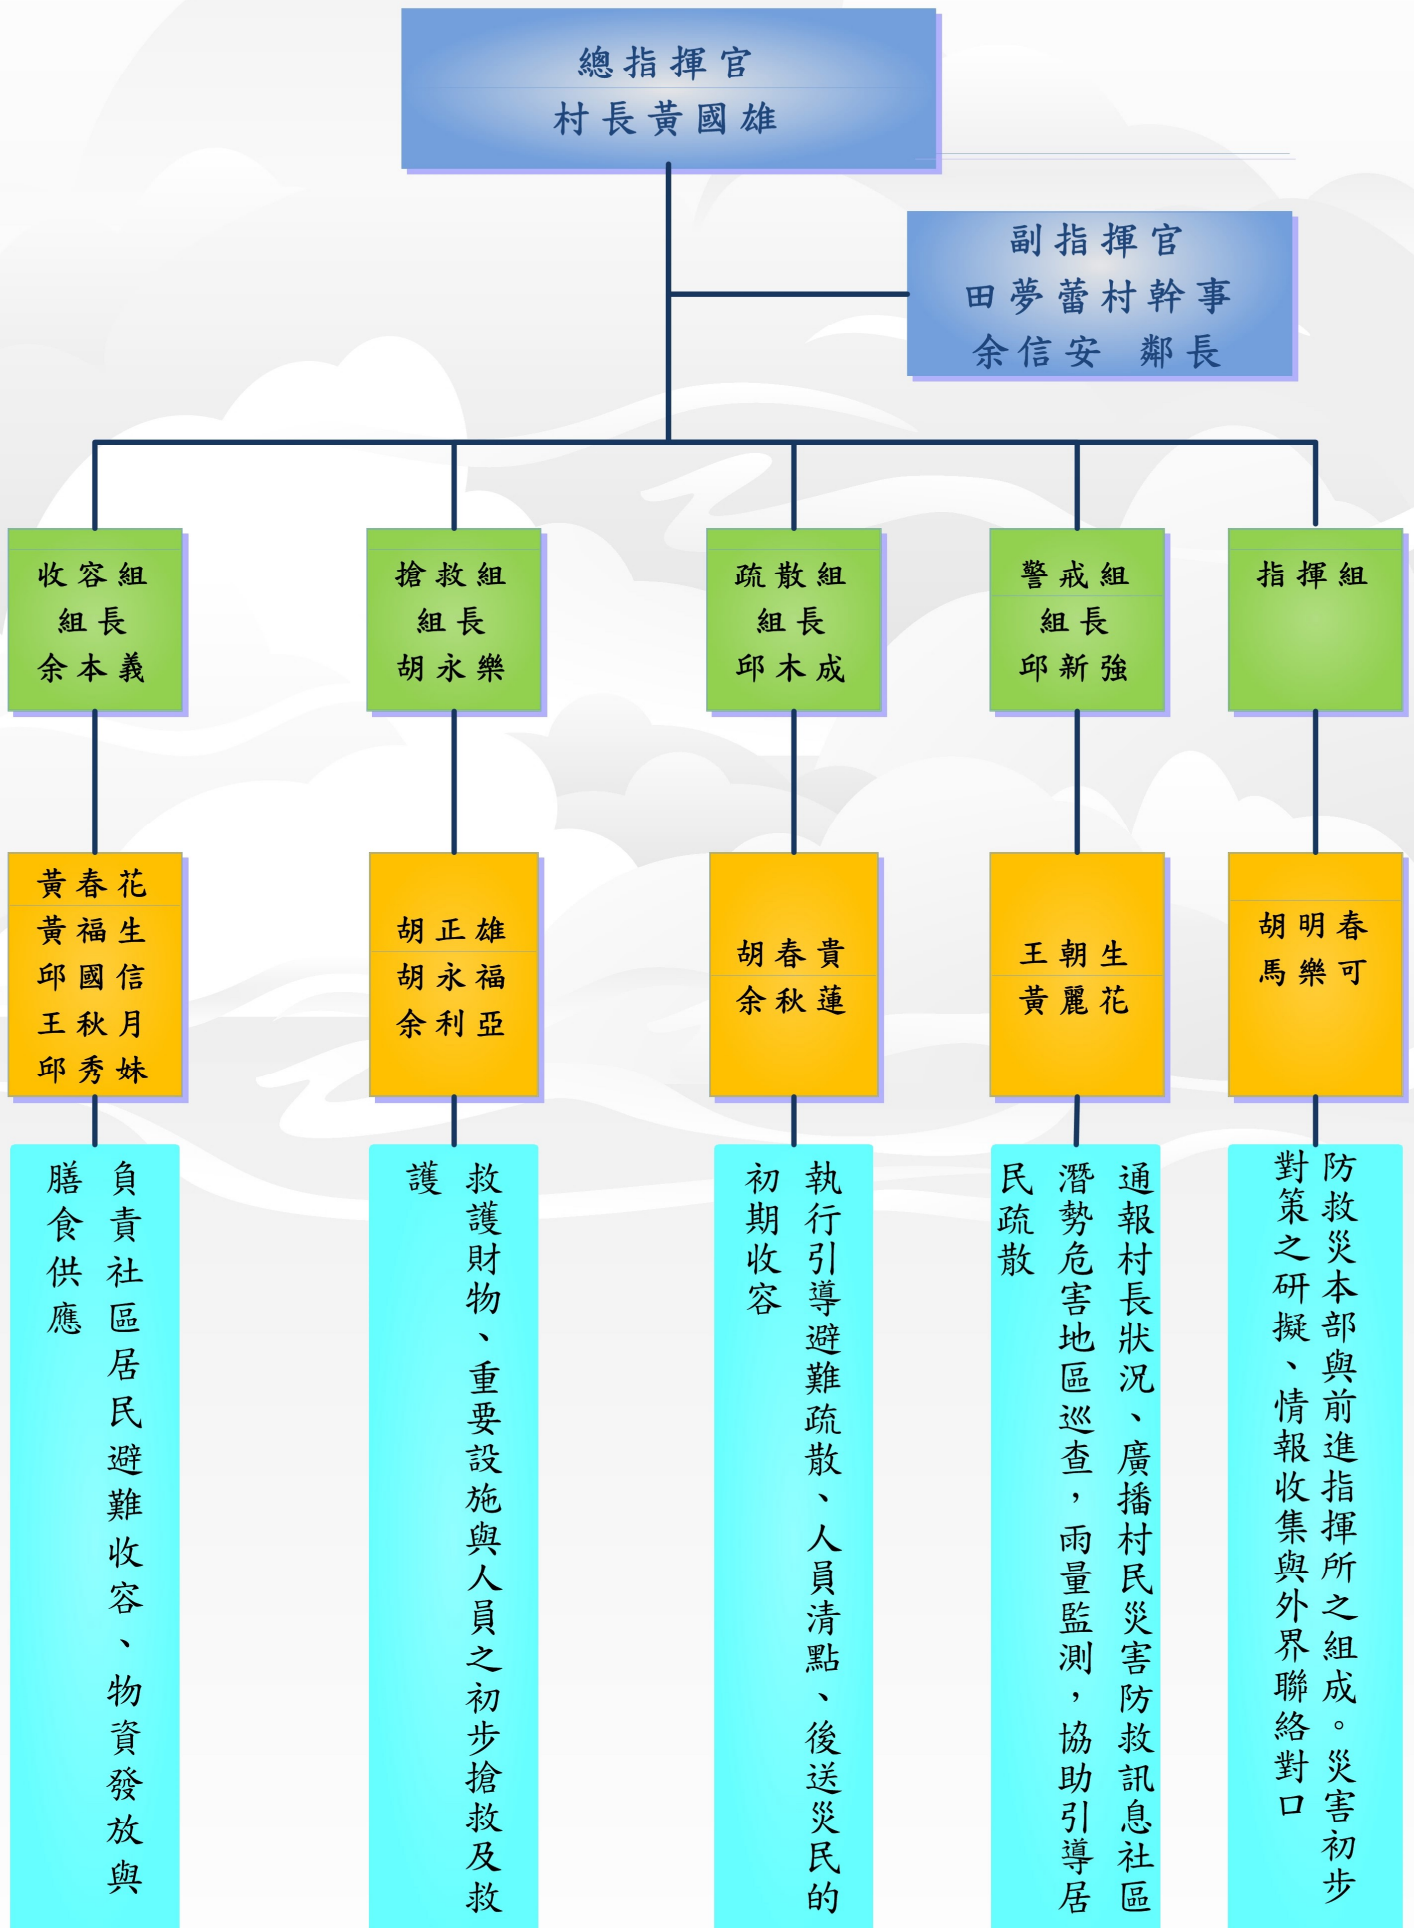 總指揮官
村長黃國雄
副指揮官
田夢蕾村幹事
余信安 鄰長
收容組
組長
余本義
搶救組
組長
胡永樂
疏散組
組長
邱木成
警戒組
組長
邱新強
指揮組
黃春花
黃福生
邱國信
王秋月
邱秀妹
胡正雄
胡永福
余利亞
胡春貴
余秋蓮
王朝生
黃麗花
胡明春
馬樂可
負責社區居民避難收容、物資發放與
膳食供應
救護財物、重要設施與人員之初步搶救及救
護
執行引導避難疏散、人員清點、後送災民的
初期收容
通報村長狀況、廣播村民災害防救訊息社區
潛勢危害地區巡查，雨量監測，協助引導居
民疏散
防救災本部與前進指揮所之組成。災害初步
對策之研擬、情報收集與外界聯絡對口